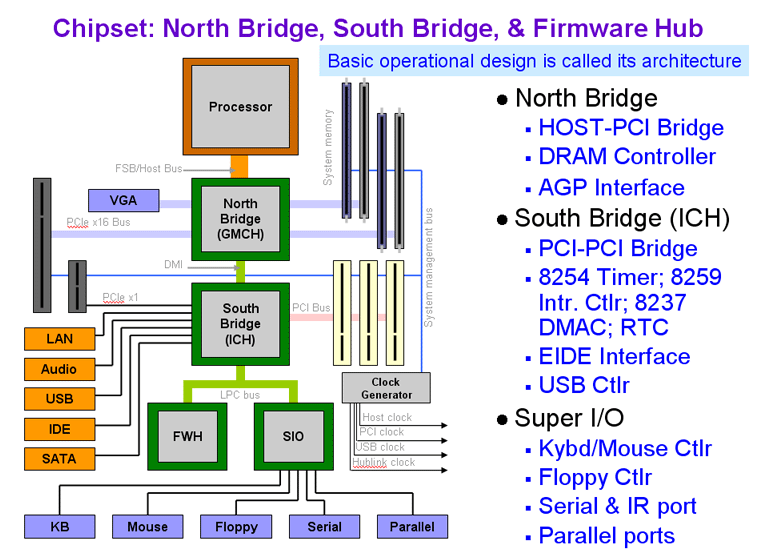 Chipset: North Bridge, South Bridge, & Firmware Hub
Basic operational design is called its architecture
Processor
System memory
FSB/Host Bus
VGA
North
Bridge
(GMCH)
PCIe x16 Bus
System management bus
DMI
PCIe x1
South
Bridge
(ICH)
PCI Bus
LAN
Audio
USB
IDE
SATA
LPC bus
FWH
SIO
Clock
Generator
Host clock
PCI clock
USB clock
Hublink clock
KB
Mouse
Floppy
Serial
Parallel
● North Bridge
▪ HOST-PCI Bridge
▪ DRAM Controller
▪ AGP Interface
● South Bridge (ICH)
▪ PCI-PCI Bridge
▪ 8254 Timer; 8259
Intr. Ctlr; 8237
DMAC; RTC
▪ EIDE Interface
▪ USB Ctlr
● Super I/O
▪ Kybd/Mouse Ctlr
▪ Floppy Ctlr
▪ Serial & IR port
▪ Parallel ports